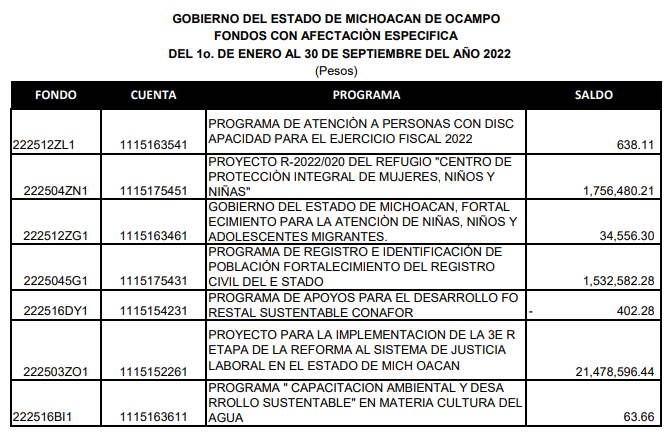 GOBIERNO DEL ESTADO DE MICHOACAN DE OCAMPO
FONDOS CON AFECTACIÒN ESPECIFICA
DEL 1o. DE ENERO AL 30 DE SEPTIEMBRE DEL AÑO 2022
(Pesos)
FONDO CUENTA PROGRAMA SALDO
PROGRAMA DE ATENCIÒN A PERSONAS CON DISC
APACIDAD PARA EL EJERCICIO FISCAL 2022
222512ZL1 1115163541 638.11
PROYECTO R-2022/020 DEL REFUGIO "CENTRO DE
PROTECCIÒN INTEGRAL DE MUJERES, NIÑOS Y
222504ZN1 1115175451 NIÑAS" 1,756,480.21
GOBIERNO DEL ESTADO DE MICHOACAN, FORTAL
ECIMIENTO PARA LA ATENCIÒN DE NIÑAS, NIÑOS Y
222512ZG1 1115163461 ADOLESCENTES MIGRANTES. 34,556.30
PROGRAMA DE REGISTRO E IDENTIFICACIÓN DE
POBLACIÓN FORTALECIMIENTO DEL REGISTRO
2225045G1 1115175431 CIVIL DEL E STADO 1,532,582.28
PROGRAMA DE APOYOS PARA EL DESARROLLO FO
222516DY1 1115154231 RESTAL SUSTENTABLE CONAFOR - 402.28
PROYECTO PARA LA IMPLEMENTACION DE LA 3E R
ETAPA DE LA REFORMA AL SISTEMA DE JUSTICIA
LABORAL EN EL ESTADO DE MICH OACAN
222503ZO1 1115152261 21,478,596.44
PROGRAMA " CAPACITACION AMBIENTAL Y DESA
RROLLO SUSTENTABLE" EN MATERIA CULTURA DEL
222516BI1 1115163611 AGUA 63.66